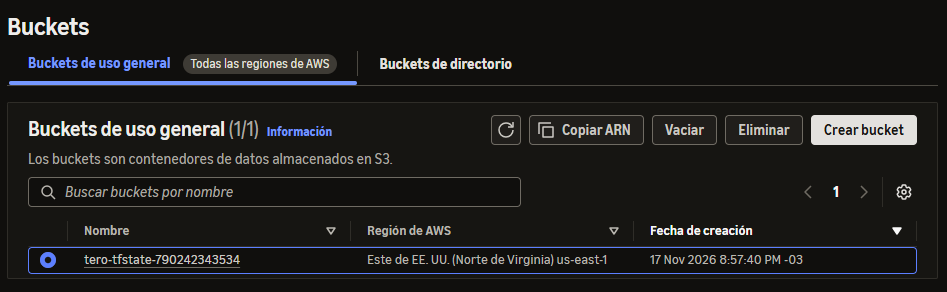 Buckets
Buckets de uso general Todas las regiones de AWS Buckets de directorio
Buckets de uso general (1/1) Información Copiar ARN Vaciar Eliminar Crear bucket
Los buckets son contenedores de datos almacenados en S3.
Buscar buckets por nombre 1
Nombre Región de AWS Fecha de creación
tero-tfstate-790242343534 Este de EE. UU. (Norte de Virginia) us-east-1 17 Nov 2026 8:57:40 PM -03